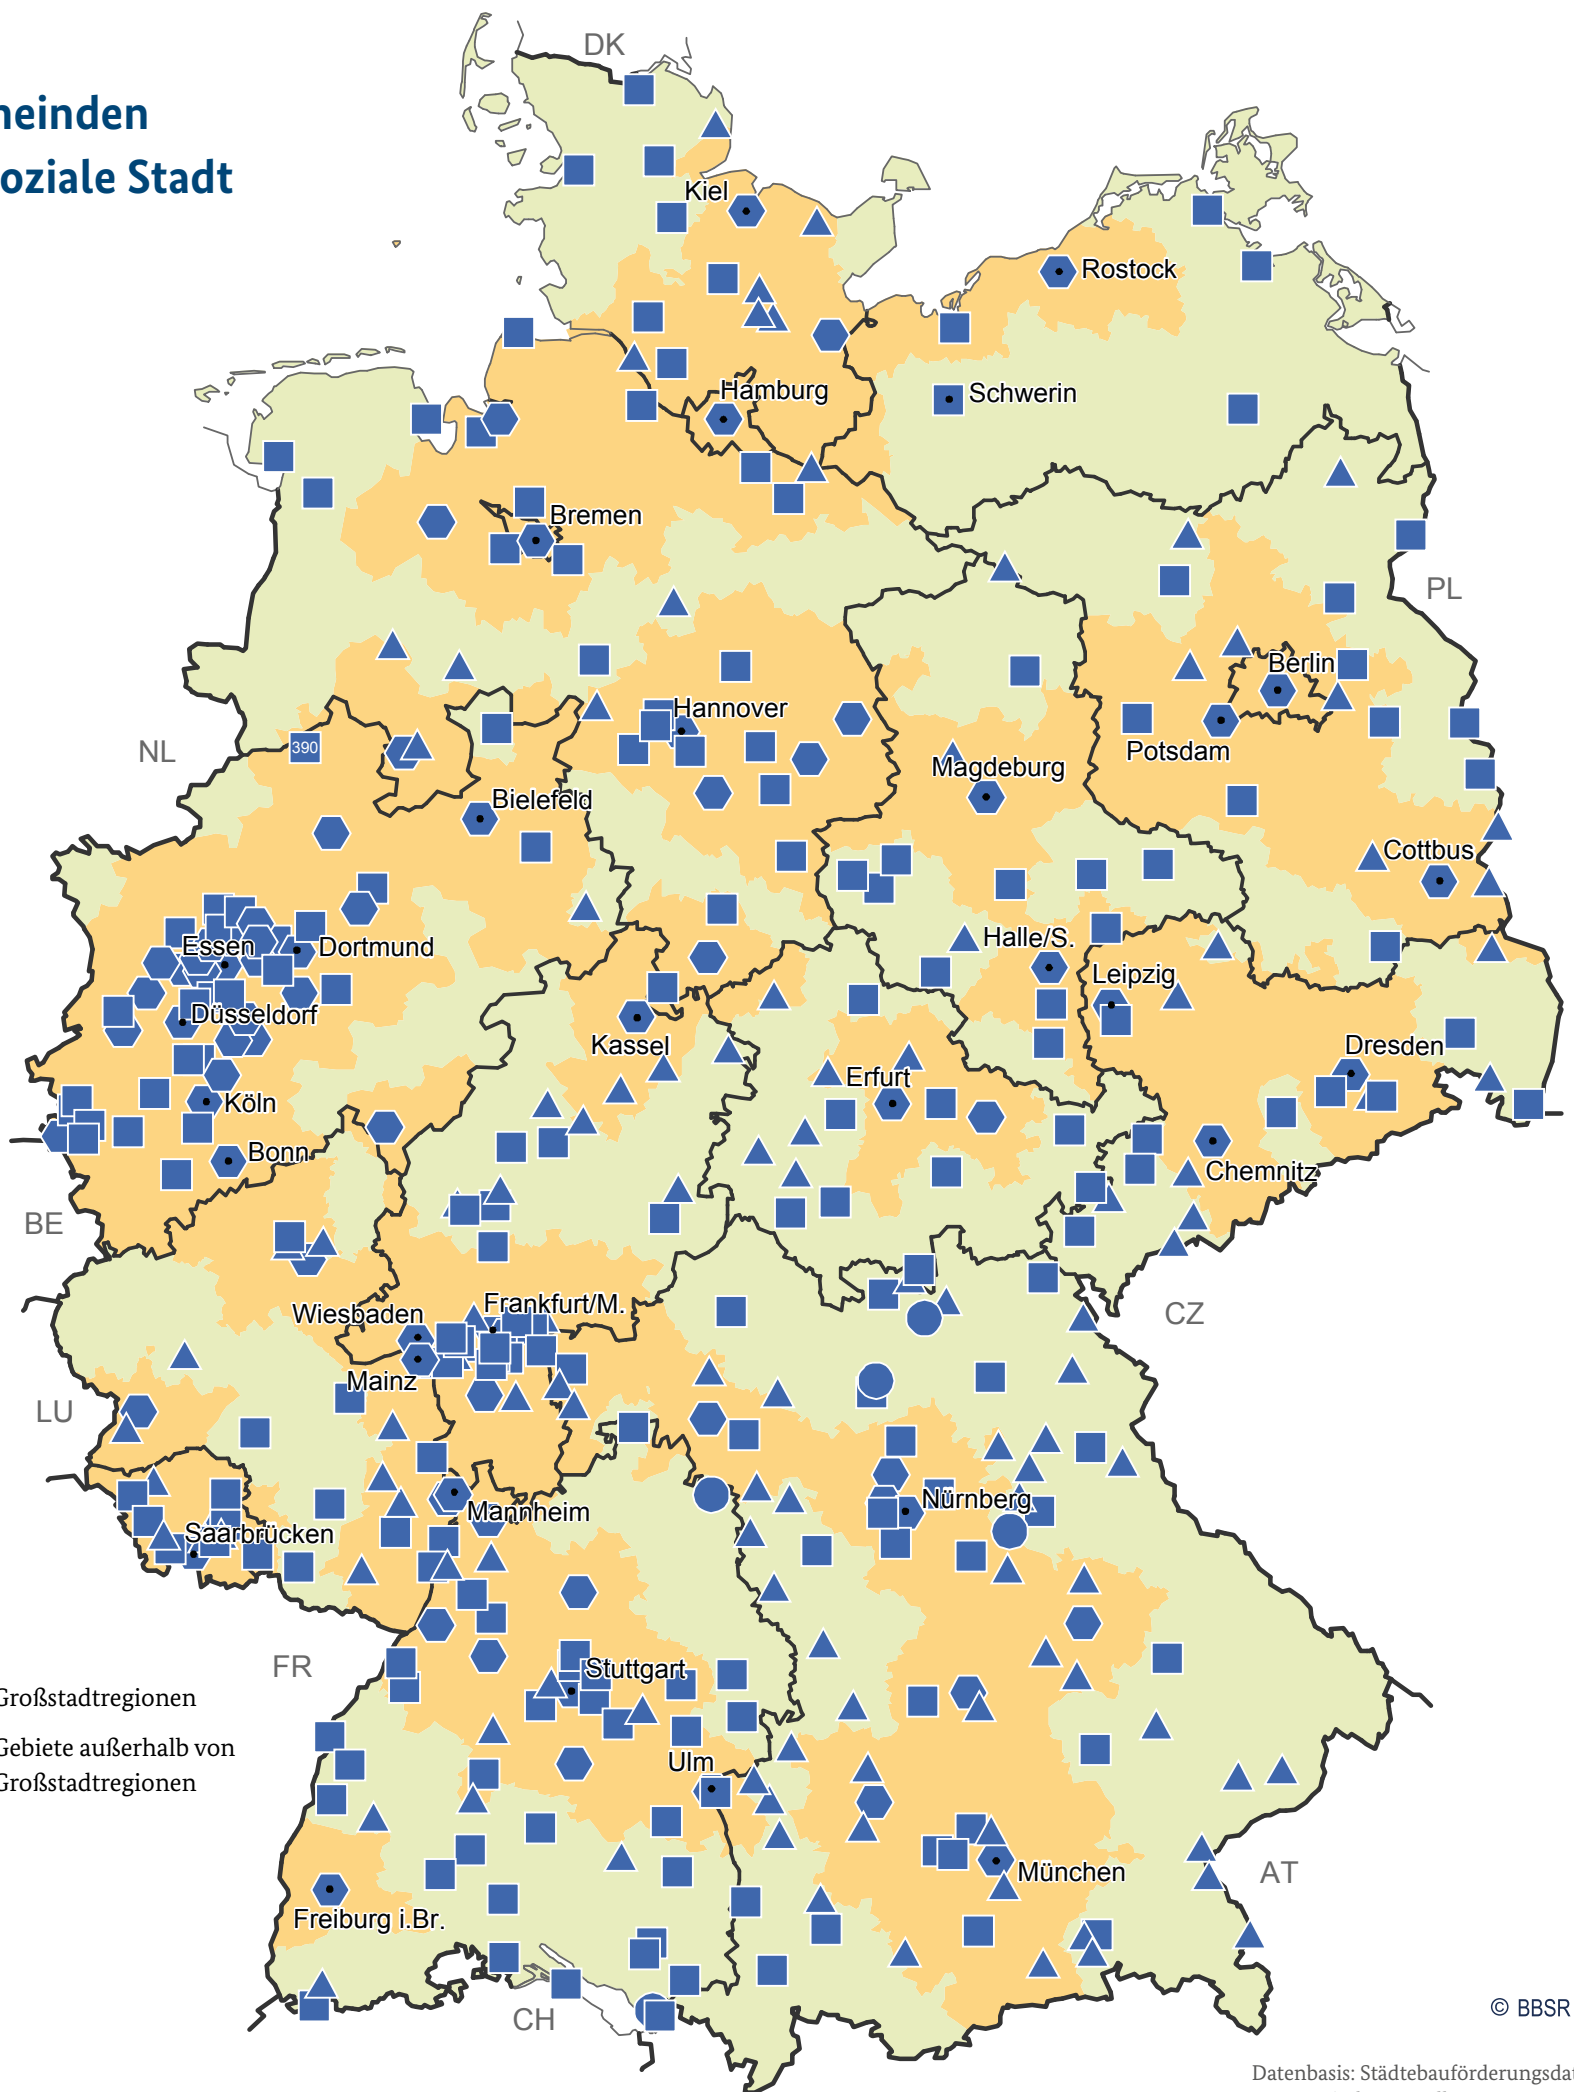 neinden
oziale Stadt
DK
Kiel
Rostock
Hamburg
Schwerin
Bremen
PL
Berlin
Hannover
NL
390
Potsdam
Magdeburg
Bielefeld
Cottbus
Essen
Dortmund
Halle/S.
Leipzig
Düsseldorf
Kassel
Dresden
Erfurt
Köln
Bonn
Chemnitz
BE
Wiesbaden
Frankfurt/M.
CZ
Mainz
LU
Mannheim
Nürnberg
Saarbrücken
FR
Stuttgart
Großstadtregionen
Gebiete außerhalb von
Großstadtregionen
Ulm
München
AT
Freiburg i.Br.
CH
© BBSR
Datenbasis: Städtebauförderungsdat